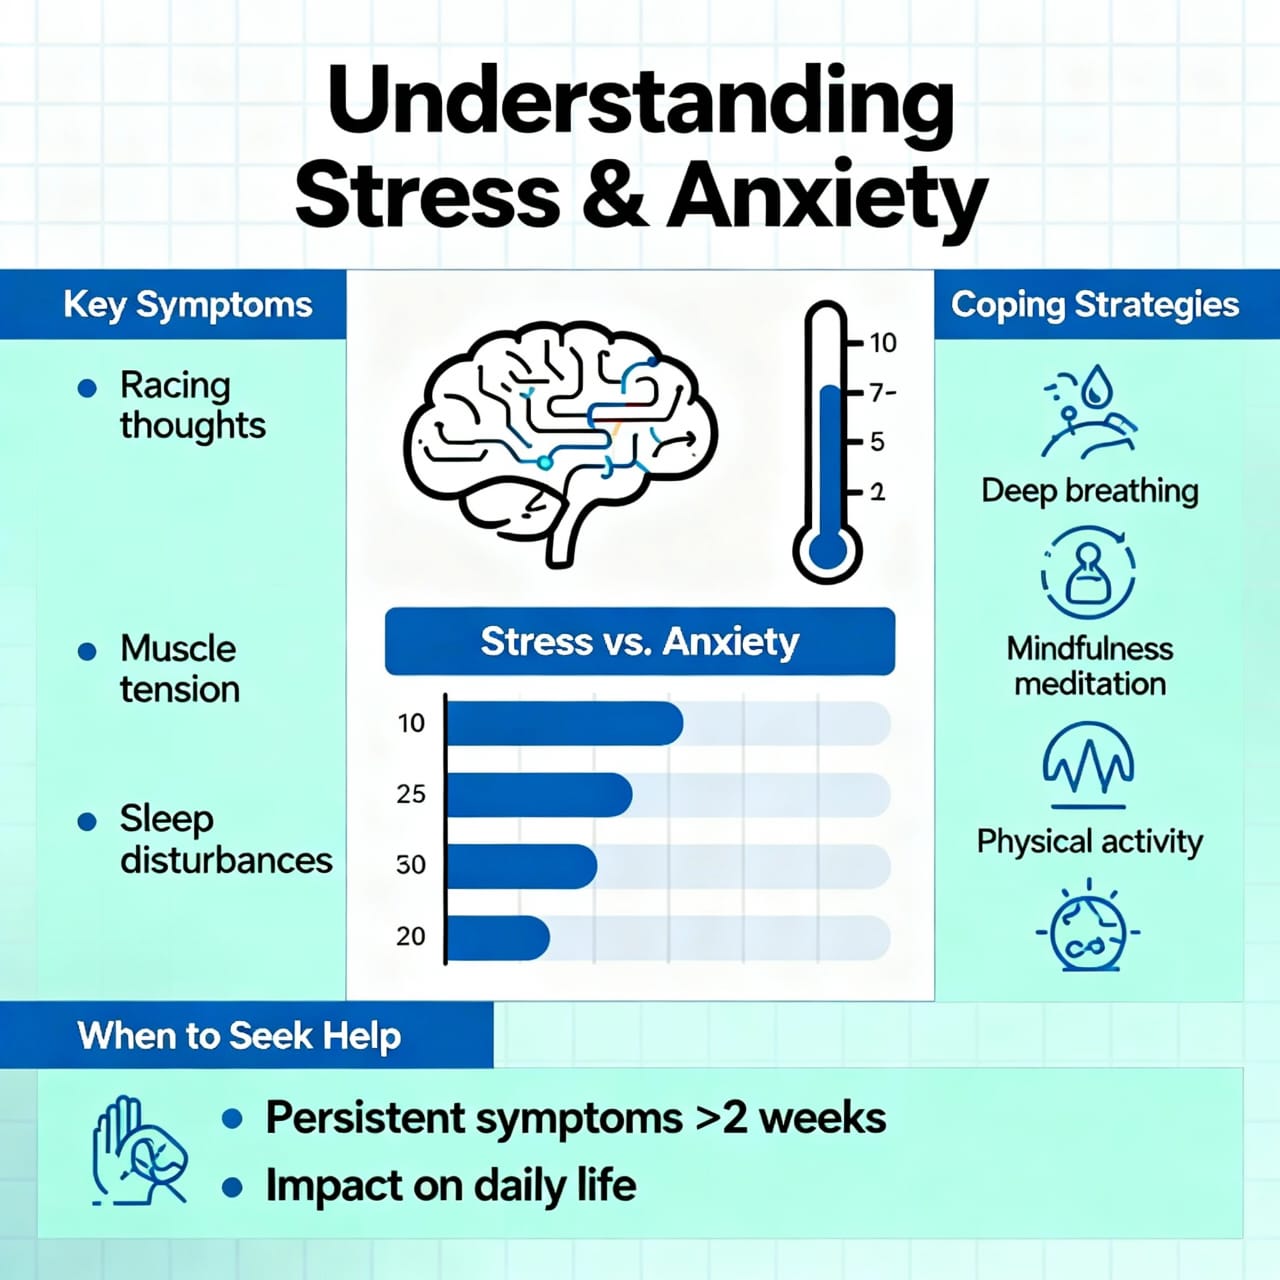 Understanding
Stress & Anxiety
Key Symptoms
Racing
thoughts
Muscle
tension
Sleep
disturbances
10
7-
5
2
Stress vs. Anxiety
10
25
30
20
Coping Strategies
Deep breathing
Mindfulness
meditation
Physical activity
When to Seek Help
Persistent symptoms >2 weeks
Impact on daily life